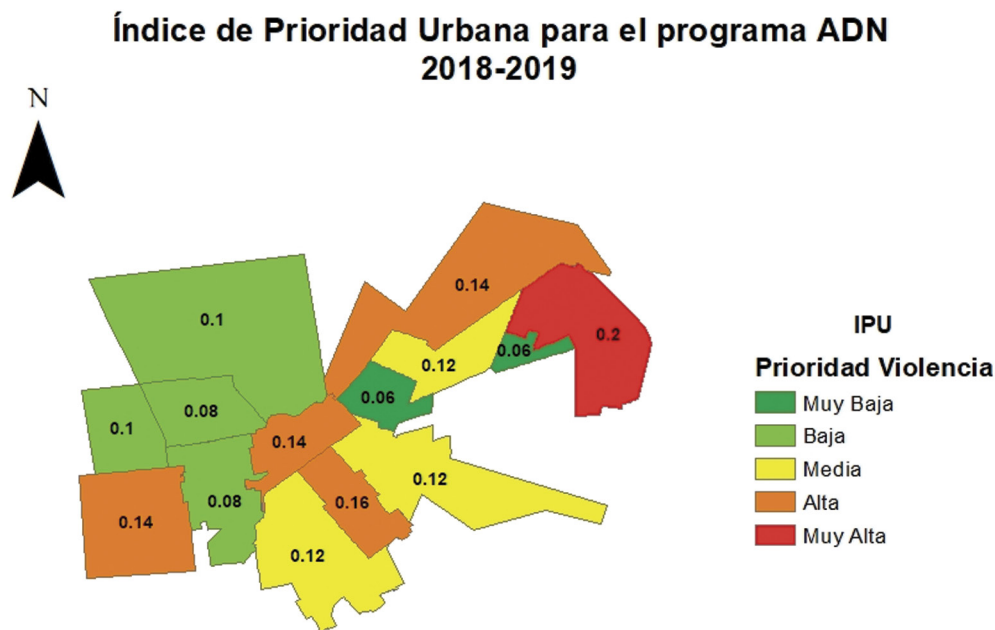 Índice de Prioridad Urbana para el programa ADN
2018-2019
N
0.14
0.1
0.2
0.06
0.12
0.06
0.08
0.1
0.14
0.12
0.08
0.16
0.14
0.12
IPU
Prioridad Violencia
Muy Baja
Baja
Media
Alta
Muy Alta